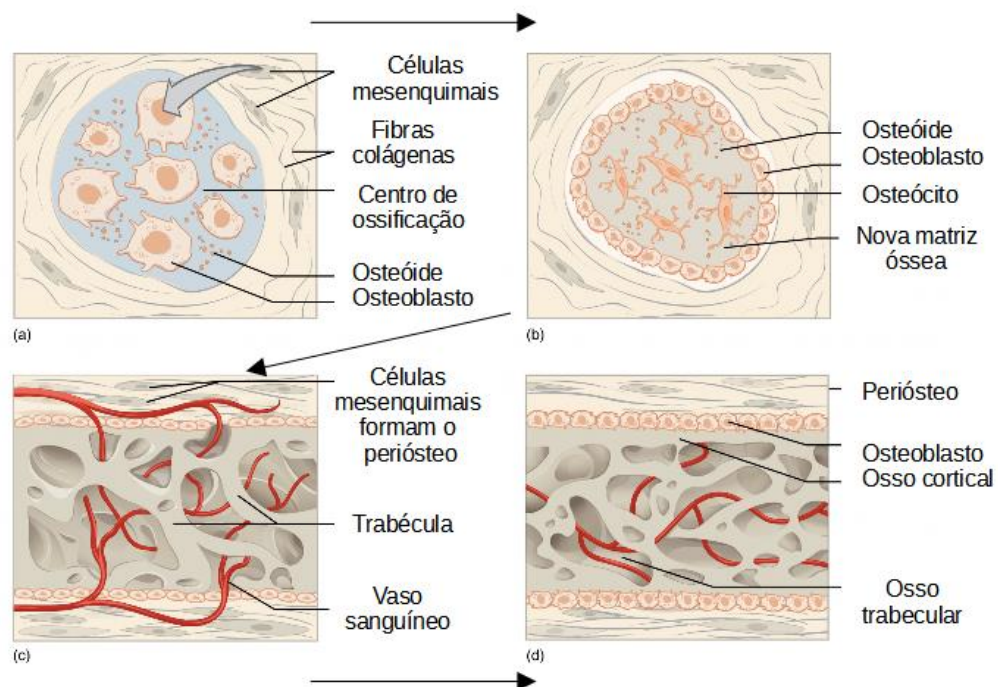 Células
mesenquimais
Fibras
colágenas
Centro de
ossificação
Osteóide
Osteoblasto
(a)
Osteóide
Osteoblasto
Osteócito
Nova matriz
óssea
(b)
Células
mesenquimais
formam o
periósteo
Trabécula
Vaso
sanguíneo
(c)
Periósteo
Osteoblasto
Osso cortical
Osso
trabecular
(d)